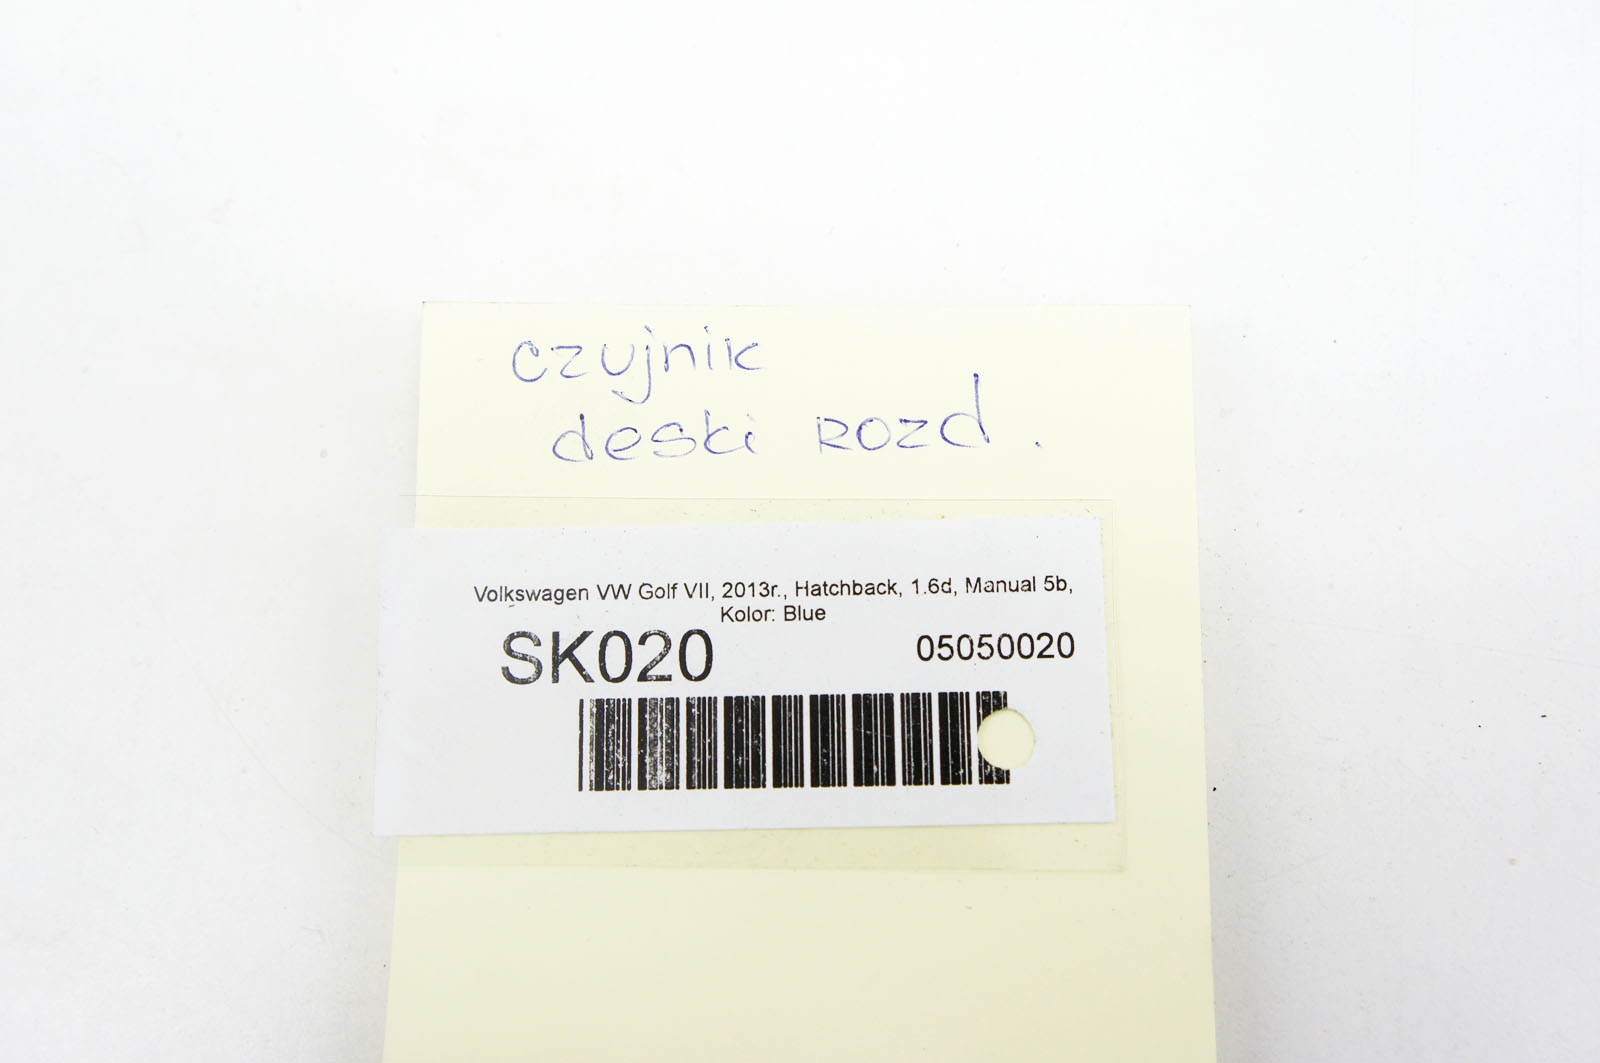 czujnik
deski rozd.
Volkswagen VW Golf VII, 2013r., Hatchback, 1.6d, Manual 5b,
Kolor: Blue
SK020 05050020